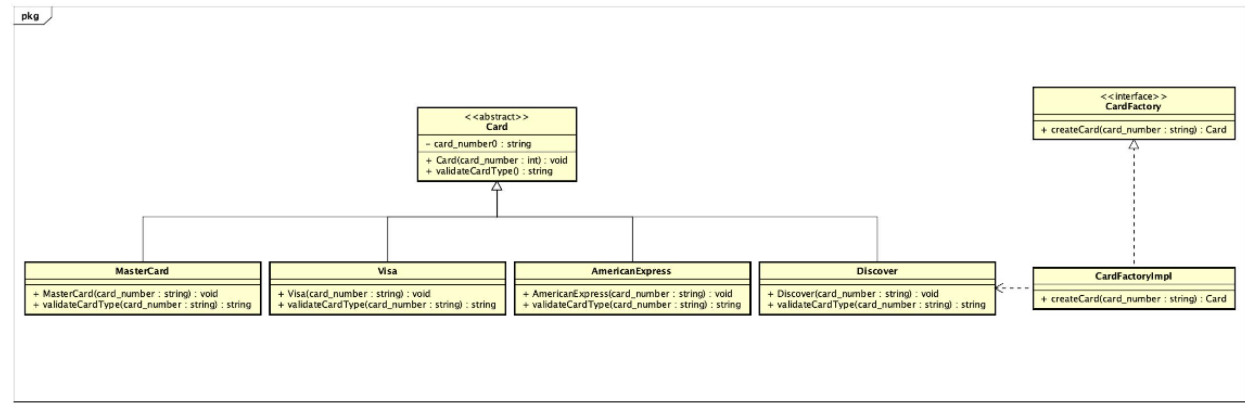 pkg
<<abstract>>
Card
- card_number0 : string
+ Card(card_number : int) : void
+ validateCardType() : string
<<interface>>
CardFactory
+ createCard(card_number : string) : Card
MasterCard
+ MasterCard(card_number : string) : void
+ validateCardType(card_number : string) : string
Visa
+ Visa(card_number : string) : void
+ validateCardType(card_number : string) : string
AmericanExpress
+ AmericanExpress(card_number : string) : void
+ validateCardType(card_number : string) : string
Discover
+ Discover(card_number : string) : void
+ validateCardType(card_number : string) : string
CardFactoryImpl
+ createCard(card_number : string) : Card